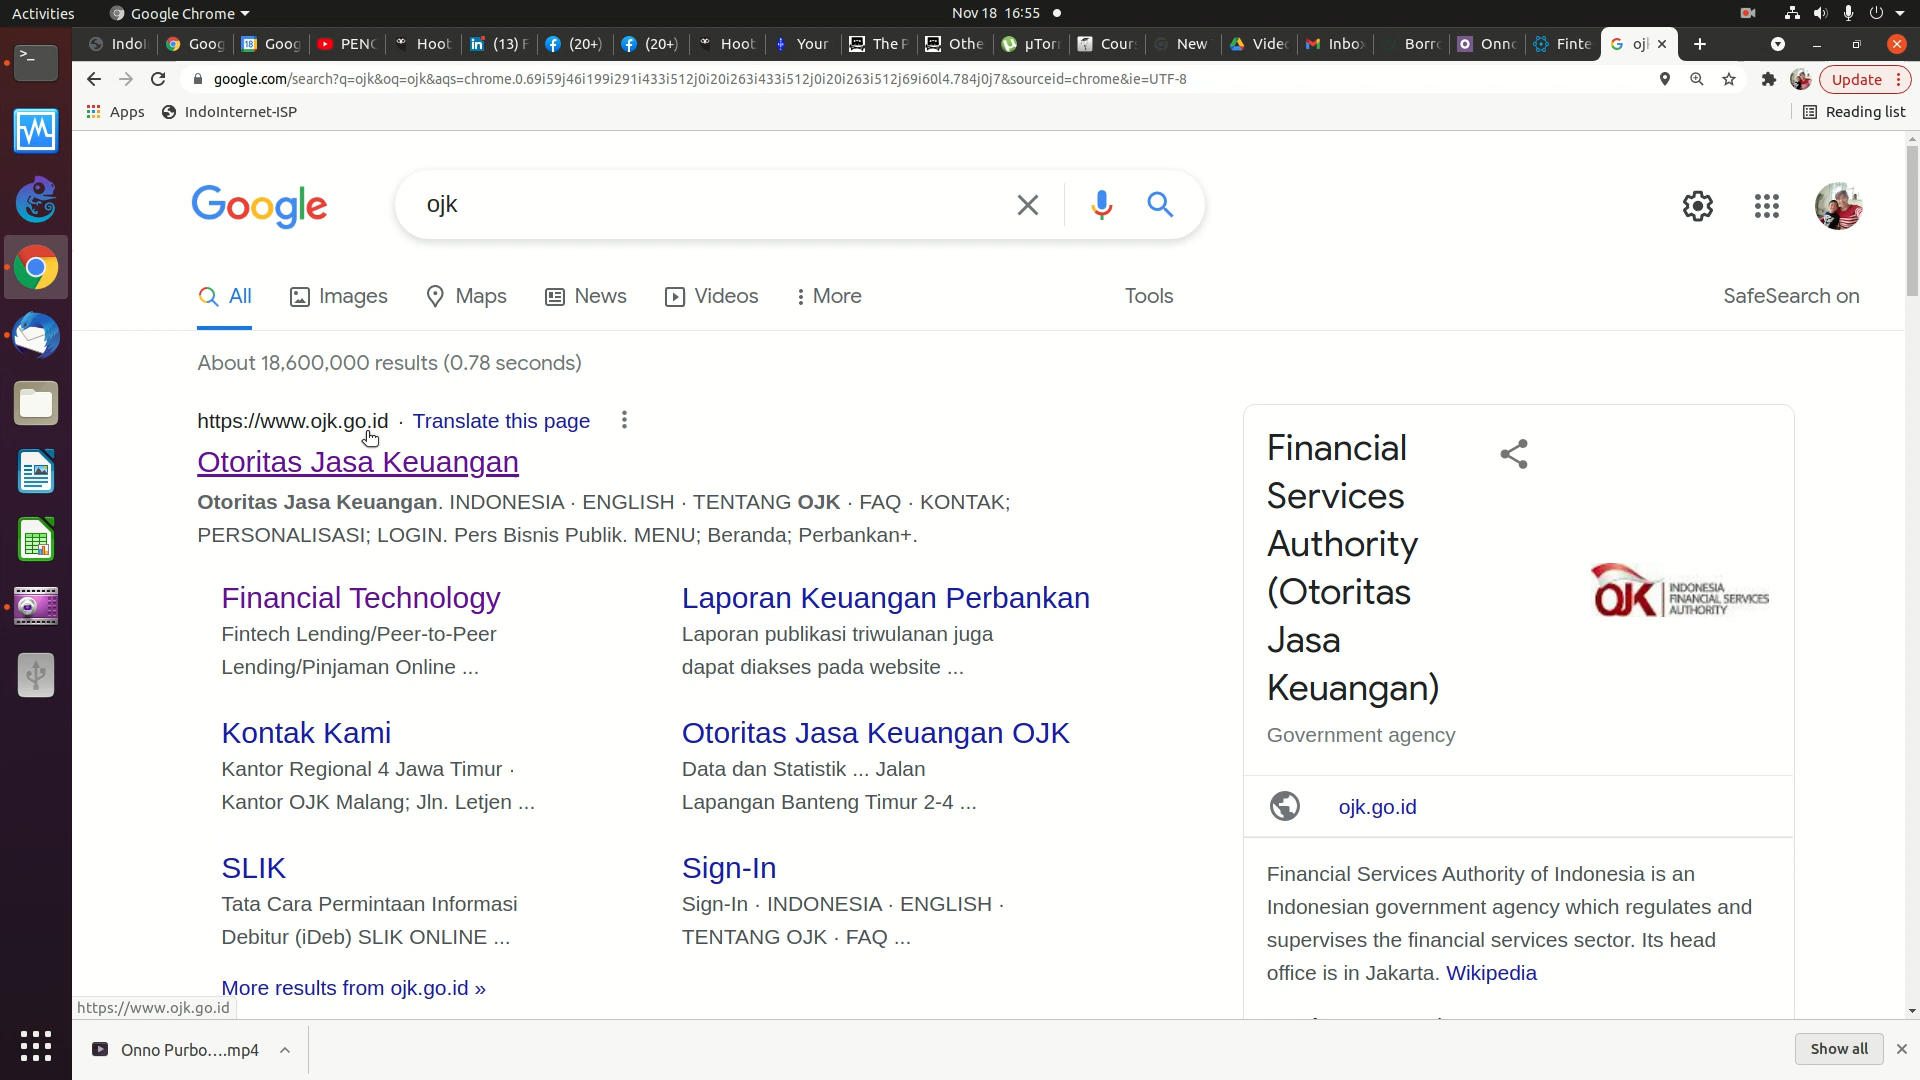 Activities
Google Chrome
Nov 18 16:55
Indo
Goog
Goog
PENC
Hoot
(13) F
(20+)
(20+)
Hoot
Your
The P
Othe
µTorr
Cour
New
Vide
Inbo
Borro
Onno
Finte
ojk
google.com/search?q=ojk&oq=ojk&aqs=chrome.0.69i59j46i199i291i433i512j0i20i263i433i512j0i20i263i512j69i60l4.784j0j7&sourceid=chrome&ie=UTF-8
Update
Apps
IndoInternet-ISP
Reading list
Google
ojk
All
Images
Maps
News
Videos
More
Tools
SafeSearch on
About 18,600,000 results (0.78 seconds)
https://www.ojk.go.id · Translate this page
Otoritas Jasa Keuangan
Otoritas Jasa Keuangan. INDONESIA · ENGLISH · TENTANG OJK · FAQ · KONTAK;
PERSONALISASI; LOGIN. Pers Bisnis Publik. MENU; Beranda; Perbankan+.
Financial Technology
Fintech Lending/Peer-to-Peer
Lending/Pinjaman Online ...
Laporan Keuangan Perbankan
Laporan publikasi triwulanan juga
dapat diakses pada website ...
Kontak Kami
Kantor Regional 4 Jawa Timur ·
Kantor OJK Malang; Jln. Letjen ...
Otoritas Jasa Keuangan OJK
Data dan Statistik ... Jalan
Lapangan Banteng Timur 2-4 ...
SLIK
Tata Cara Permintaan Informasi
Debitur (iDeb) SLIK ONLINE ...
Sign-In
Sign-In · INDONESIA · ENGLISH ·
TENTANG OJK · FAQ ...
More results from ojk.go.id »
Financial
Services
Authority
(Otoritas
Jasa
Keuangan)
Government agency
OJK
INDONESIA
FINANCIAL SERVICES
AUTHORITY
ojk.go.id
Financial Services Authority of Indonesia is an
Indonesian government agency which regulates and
supervises the financial services sector. Its head
office is in Jakarta. Wikipedia
https://www.ojk.go.id
Onno Purbo....mp4
Show all